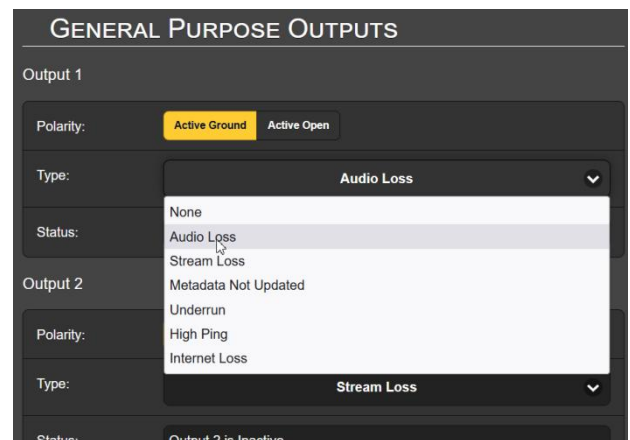 GENERAL PURPOSE OUTPUTS
Output 1
Polarity: Active Ground Active Open
Type: Audio Loss
None
Status: Audio Loss
Stream Loss
Output 2 Metadata Not Updated
Underrun
Polarity: High Ping
Internet Loss
Type: Stream Loss
Status: Output 2 is Inactive